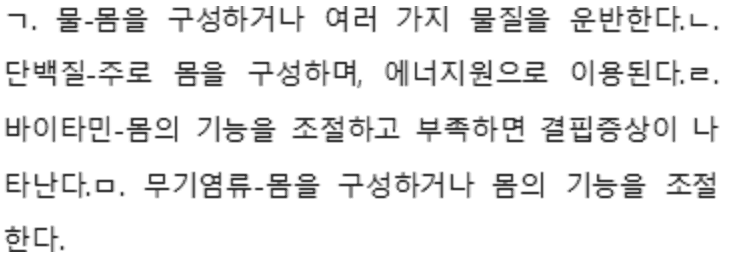 ㄱ. 물-몸을 구성하거나 여러 가지 물질을 운반한다.ㄴ.
단백질-주로 몸을 구성하며, 에너지원으로 이용된다.ㄹ.
바이타민-몸의 기능을 조절하고 부족하면 결핍증상이 나
타난다.ㅁ. 무기염류-몸을 구성하거나 몸의 기능을 조절
한다.